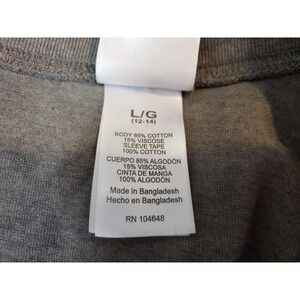 L/G
(12-14)
BODY 85% COTTON
15% VISCOSE
SLEEVE TAPE
100% COTTON
CUERPO 85% ALGODÓN
15% VISCOSA
CINTA DE MANGA
100% ALGODÓN
Made in Bangladesh
Hecho en Bangladesh
RN 104648